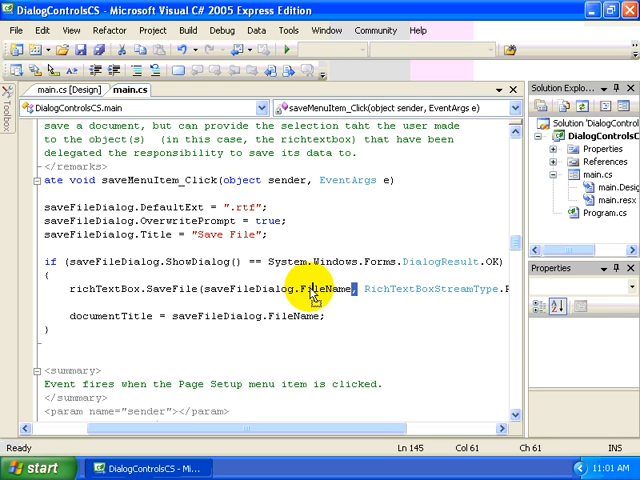 DialogControlsCS - Microsoft Visual C# 2005 Express Edition
File Edit View Refactor Project Build Debug Data Tools Window Community Help
main.cs [Design] main.cs
DialogControlsCS.main
saveMenuItem_Click(object sender, EventArgs e)
save a document, but can provide the selection taht the user made
to the object(s) (in this case, the richtextbox) that have been
delegated the responsibility to save its data to.
</remarks>
ate void saveMenuItem_Click(object sender, EventArgs e)
saveFileDialog.DefaultExt = ".rtf";
saveFileDialog.OverwritePrompt = true;
saveFileDialog.Title = "Save File";
if (saveFileDialog.ShowDialog() == System.Windows.Forms.DialogResult.OK)
{
richTextBox.SaveFile(saveFileDialog.FileName, RichTextBoxStreamType.P
documentTitle = saveFileDialog.FileName;
}
<summary>
Event fires when the Page Setup menu item is clicked.
</summary>
<param name="sender"></param>
Toolbox
Solution Explo...
Solution 'DialogConti
DialogControlsC
Properties
References
main.cs
main.Desig
main.resx
Program.cs
Properties
Ready
Ln 145
Col 61
Ch 61
INS
start
DialogControlsCS - Mi...
11:01 AM